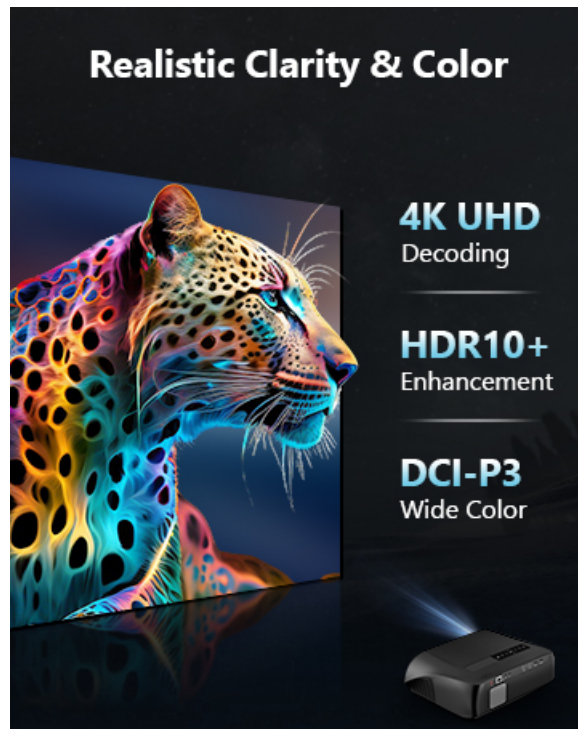 Realistic Clarity & Color
4K UHD
Decoding
HDR10+
Enhancement
DCI-P3
Wide Color